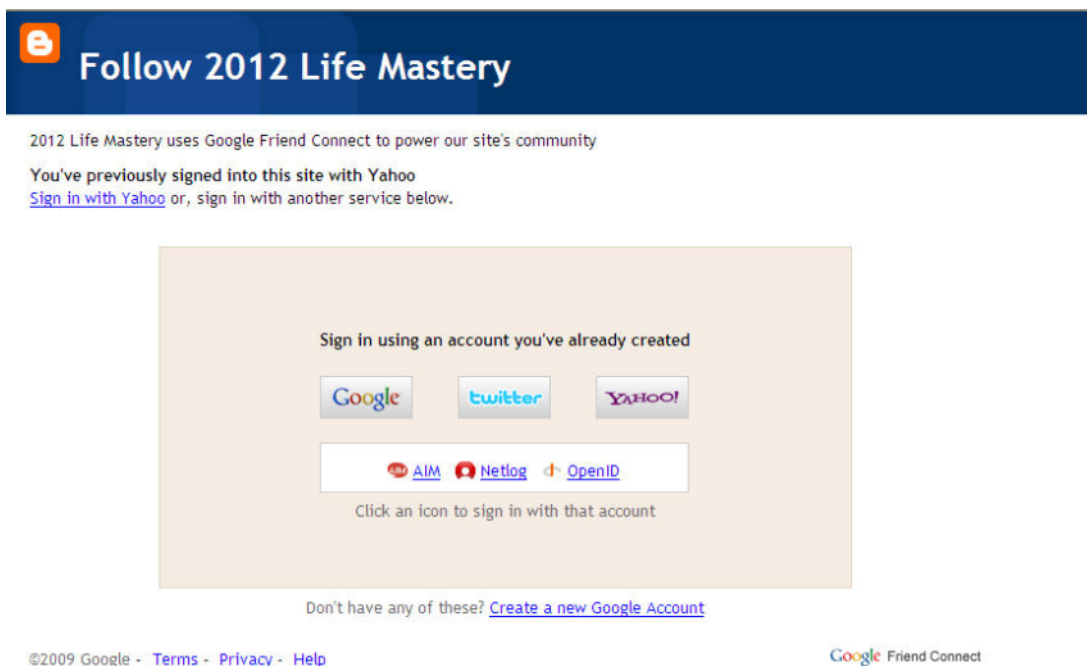 Follow 2012 Life Mastery
2012 Life Mastery uses Google Friend Connect to power our site's community
You've previously signed into this site with Yahoo
Sign in with Yahoo or, sign in with another service below.
Sign in using an account you've already created
Google twitter YAHOO!
AIM AIM Netlog OpenID
Click an icon to sign in with that account
Don't have any of these? Create a new Google Account
©2009 Google - Terms - Privacy - Help Google Friend Connect